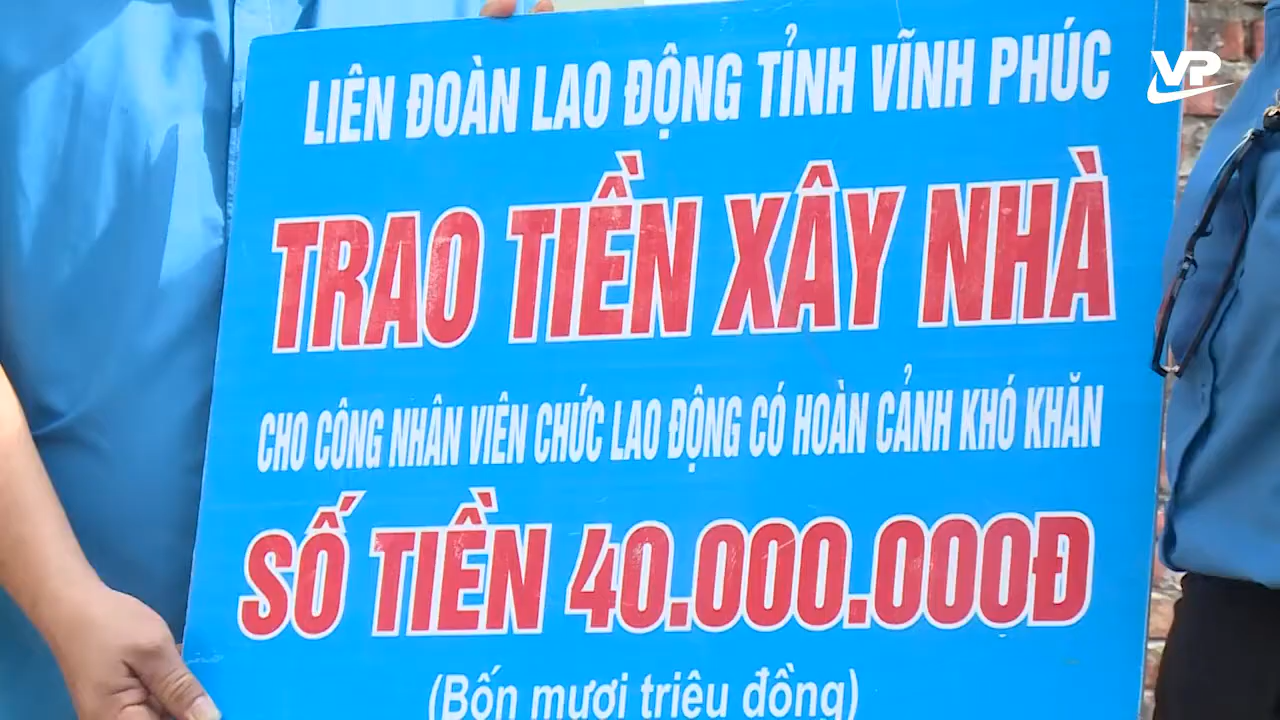 VP
LIÊN ĐOÀN LAO ĐỘNG TỈNH VĨNH PHÚC
TRAO TIỀN XÂY NHÀ
CHO CÔNG NHÂN VIÊN CHỨC LAO ĐỘNG CÓ HOÀN CẢNH KHÓ KHĂN
SỐ TIỀN 40.000.000Đ
(Bốn mươi triệu đồng)